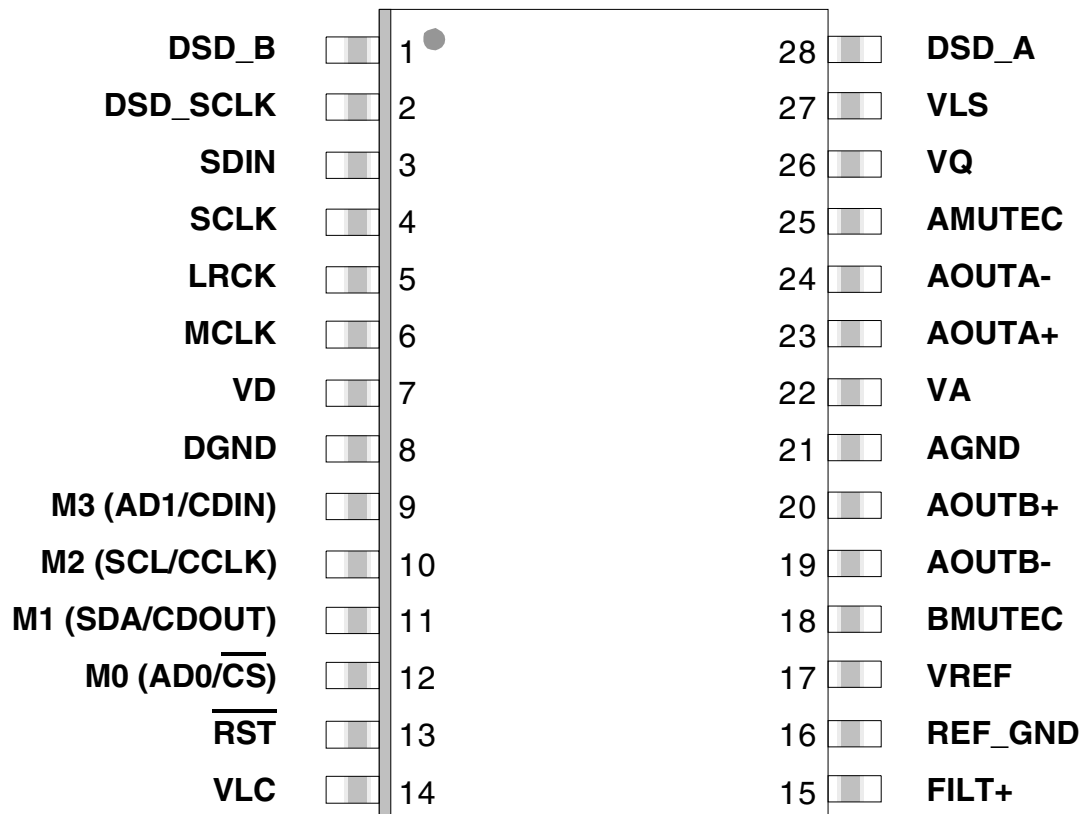 DSD_B 1 28 DSD_A
DSD_SCLK 2 27 VLS
SDIN 3 26 VQ
SCLK 4 25 AMUTEC
LRCK 5 24 AOUTA-
MCLK 6 23 AOUTA+
VD 7 22 VA
DGND 8 21 AGND
M3 (AD1/CDIN) 9 20 AOUTB+
M2 (SCL/CCLK) 10 19 AOUTB-
M1 (SDA/CDOUT) 11 18 BMUTEC
M0 (AD0/C̅S̅) 12 17 VREF
R̅S̅T̅ 13 16 REF_GND
VLC 14 15 FILT+